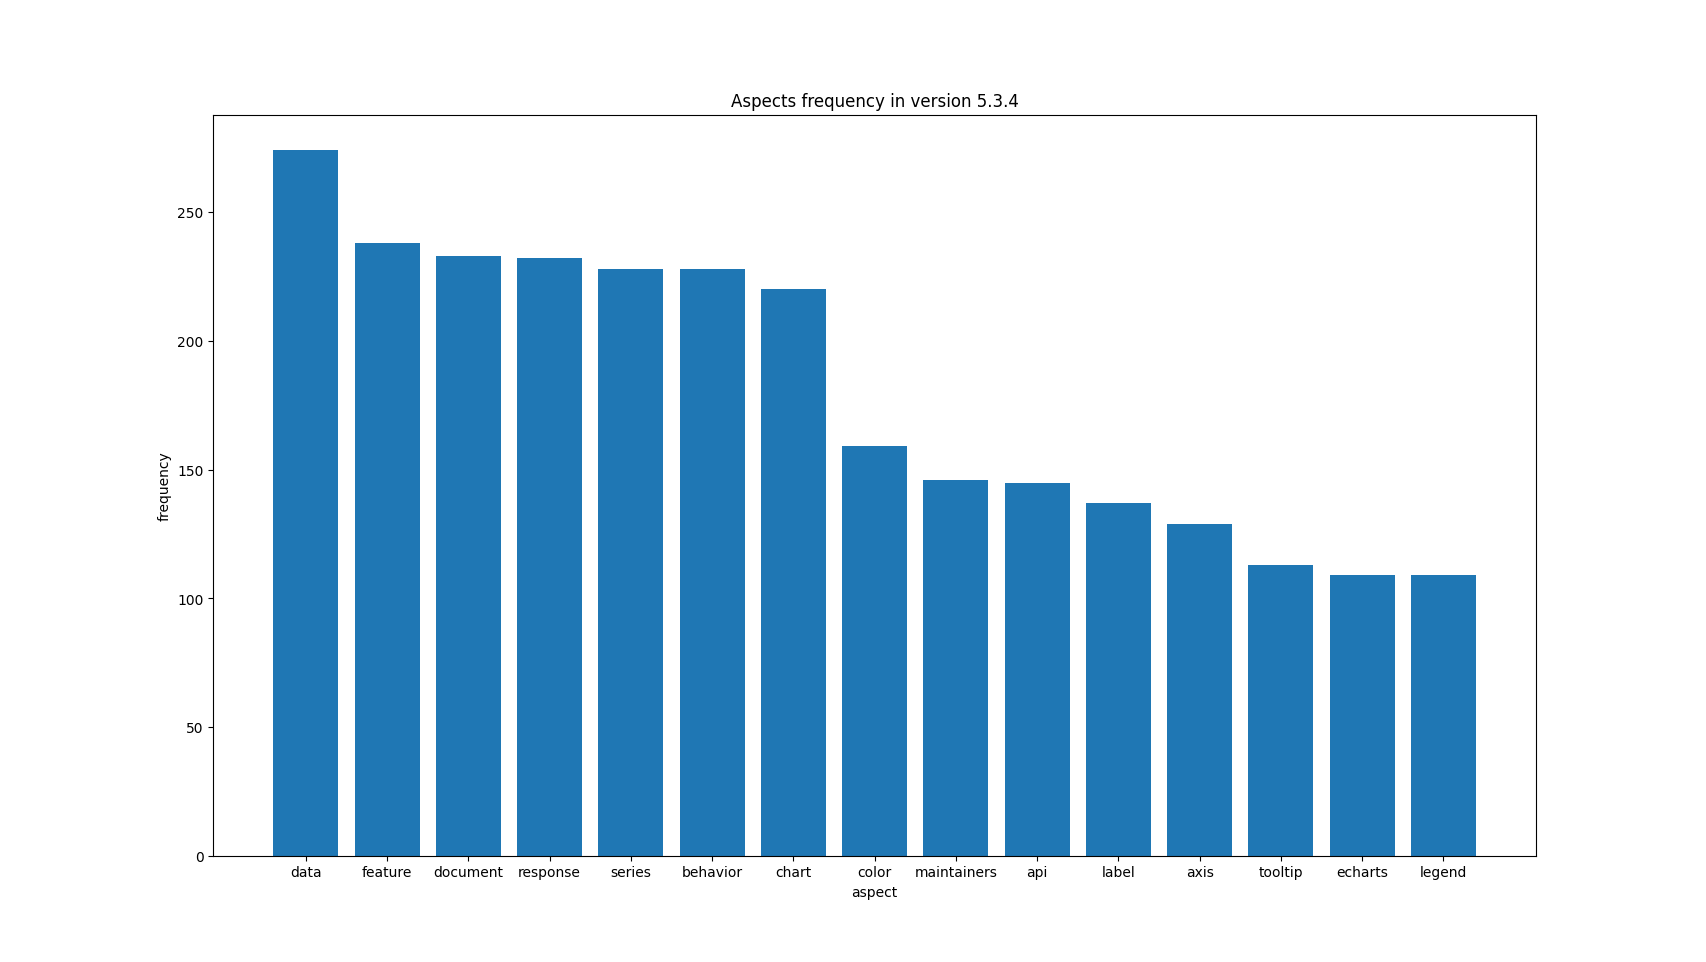 Aspects frequency in version 5.3.4
frequency
250
200
150
100
50
0
data feature document response series behavior chart color maintainers api label axis tooltip echarts legend
aspect